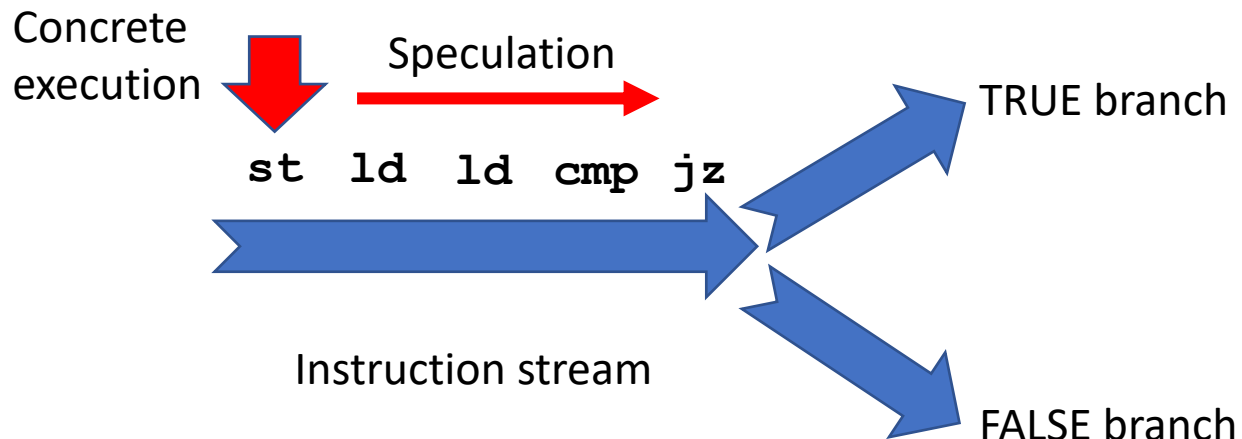 Concrete
execution
Speculation
TRUE branch
st ld ld cmp jz
Instruction stream
FALSE branch